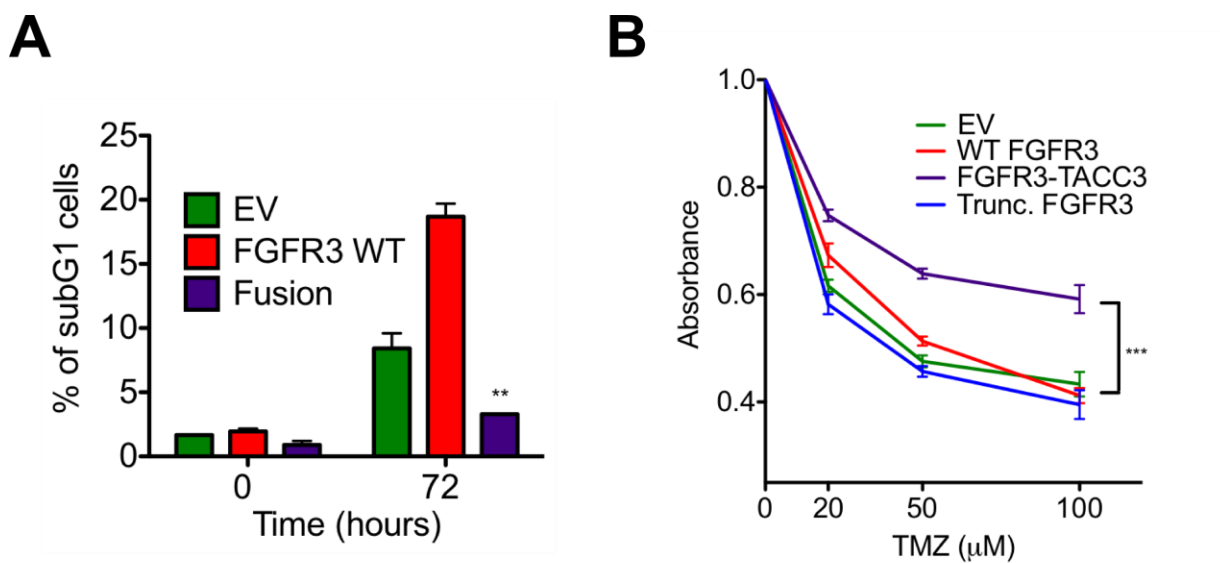 A
% of subG1 cells
25
20
15
10
5
0
EV
FGFR3 WT
Fusion
**
0 72
Time (hours)
B
Absorbance
1.0
0.8
0.6
0.4
EV
WT FGFR3
FGFR3-TACC3
Trunc. FGFR3
***
0 20 50 100
TMZ (μM)